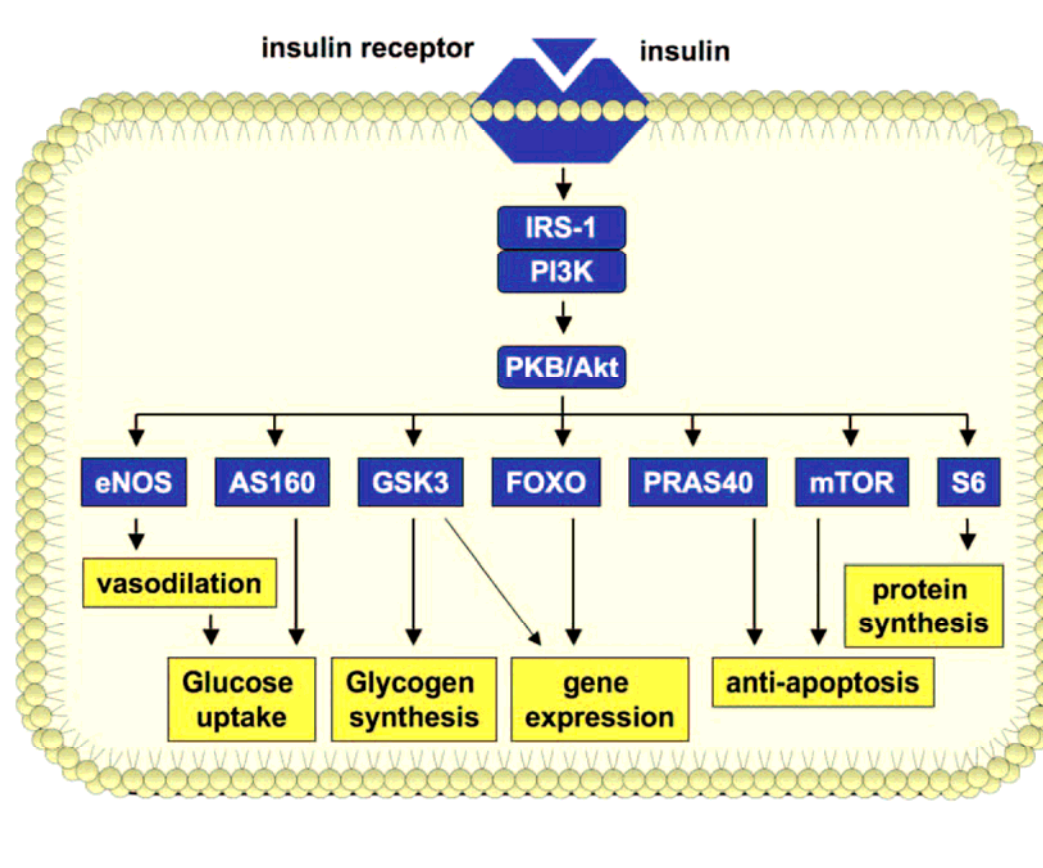 insulin receptor
insulin
IRS-1
PI3K
PKB/Akt
eNOS
AS160
GSK3
FOXO
PRAS40
mTOR
S6
vasodilation
protein
synthesis
Glucose
uptake
Glycogen
synthesis
gene
expression
anti-apoptosis